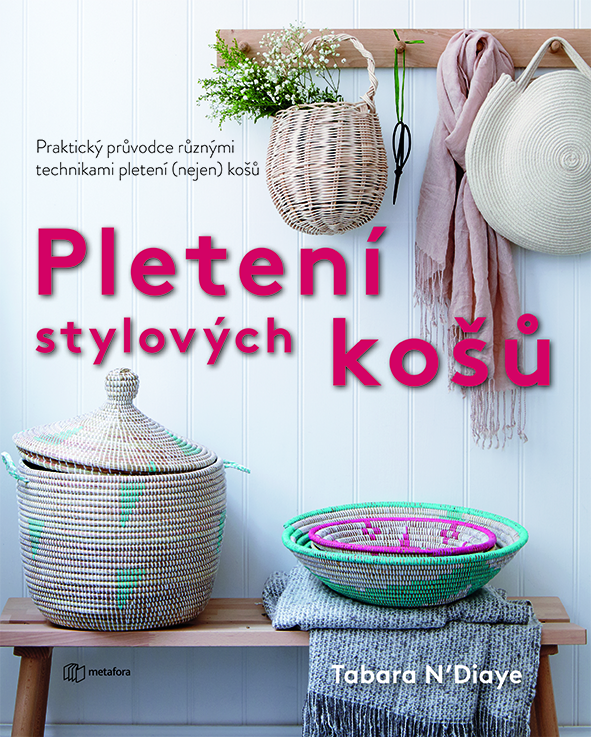 Praktický průvodce různými
technikami pletení (nejen) košů
Pletení
stylových
košů
metafora
Tabara N'Diaye